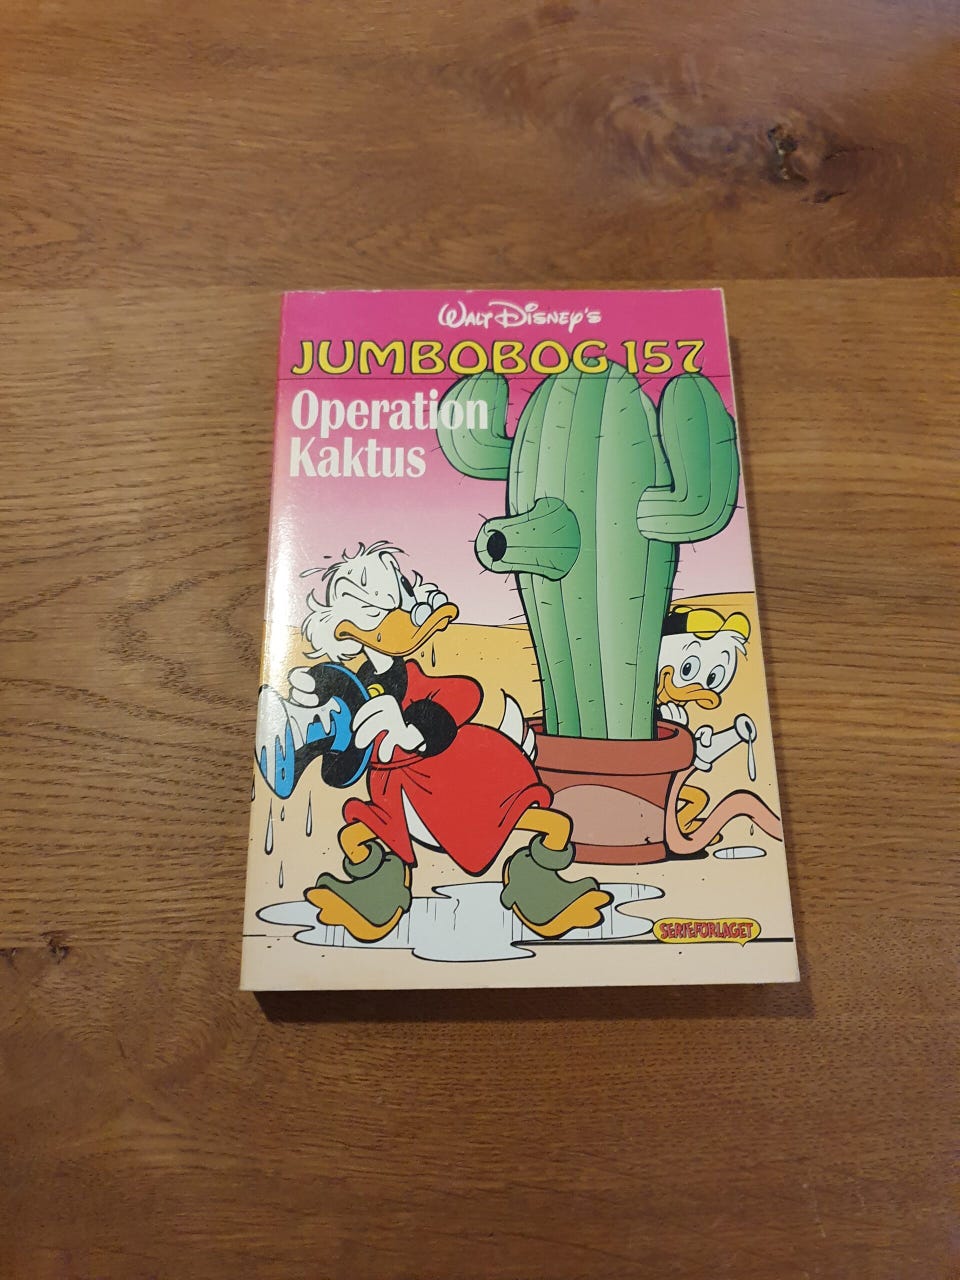 WALT DISNEY'S
JUMBOBOG 157
Operation
Kaktus
SERIEFORLAGET